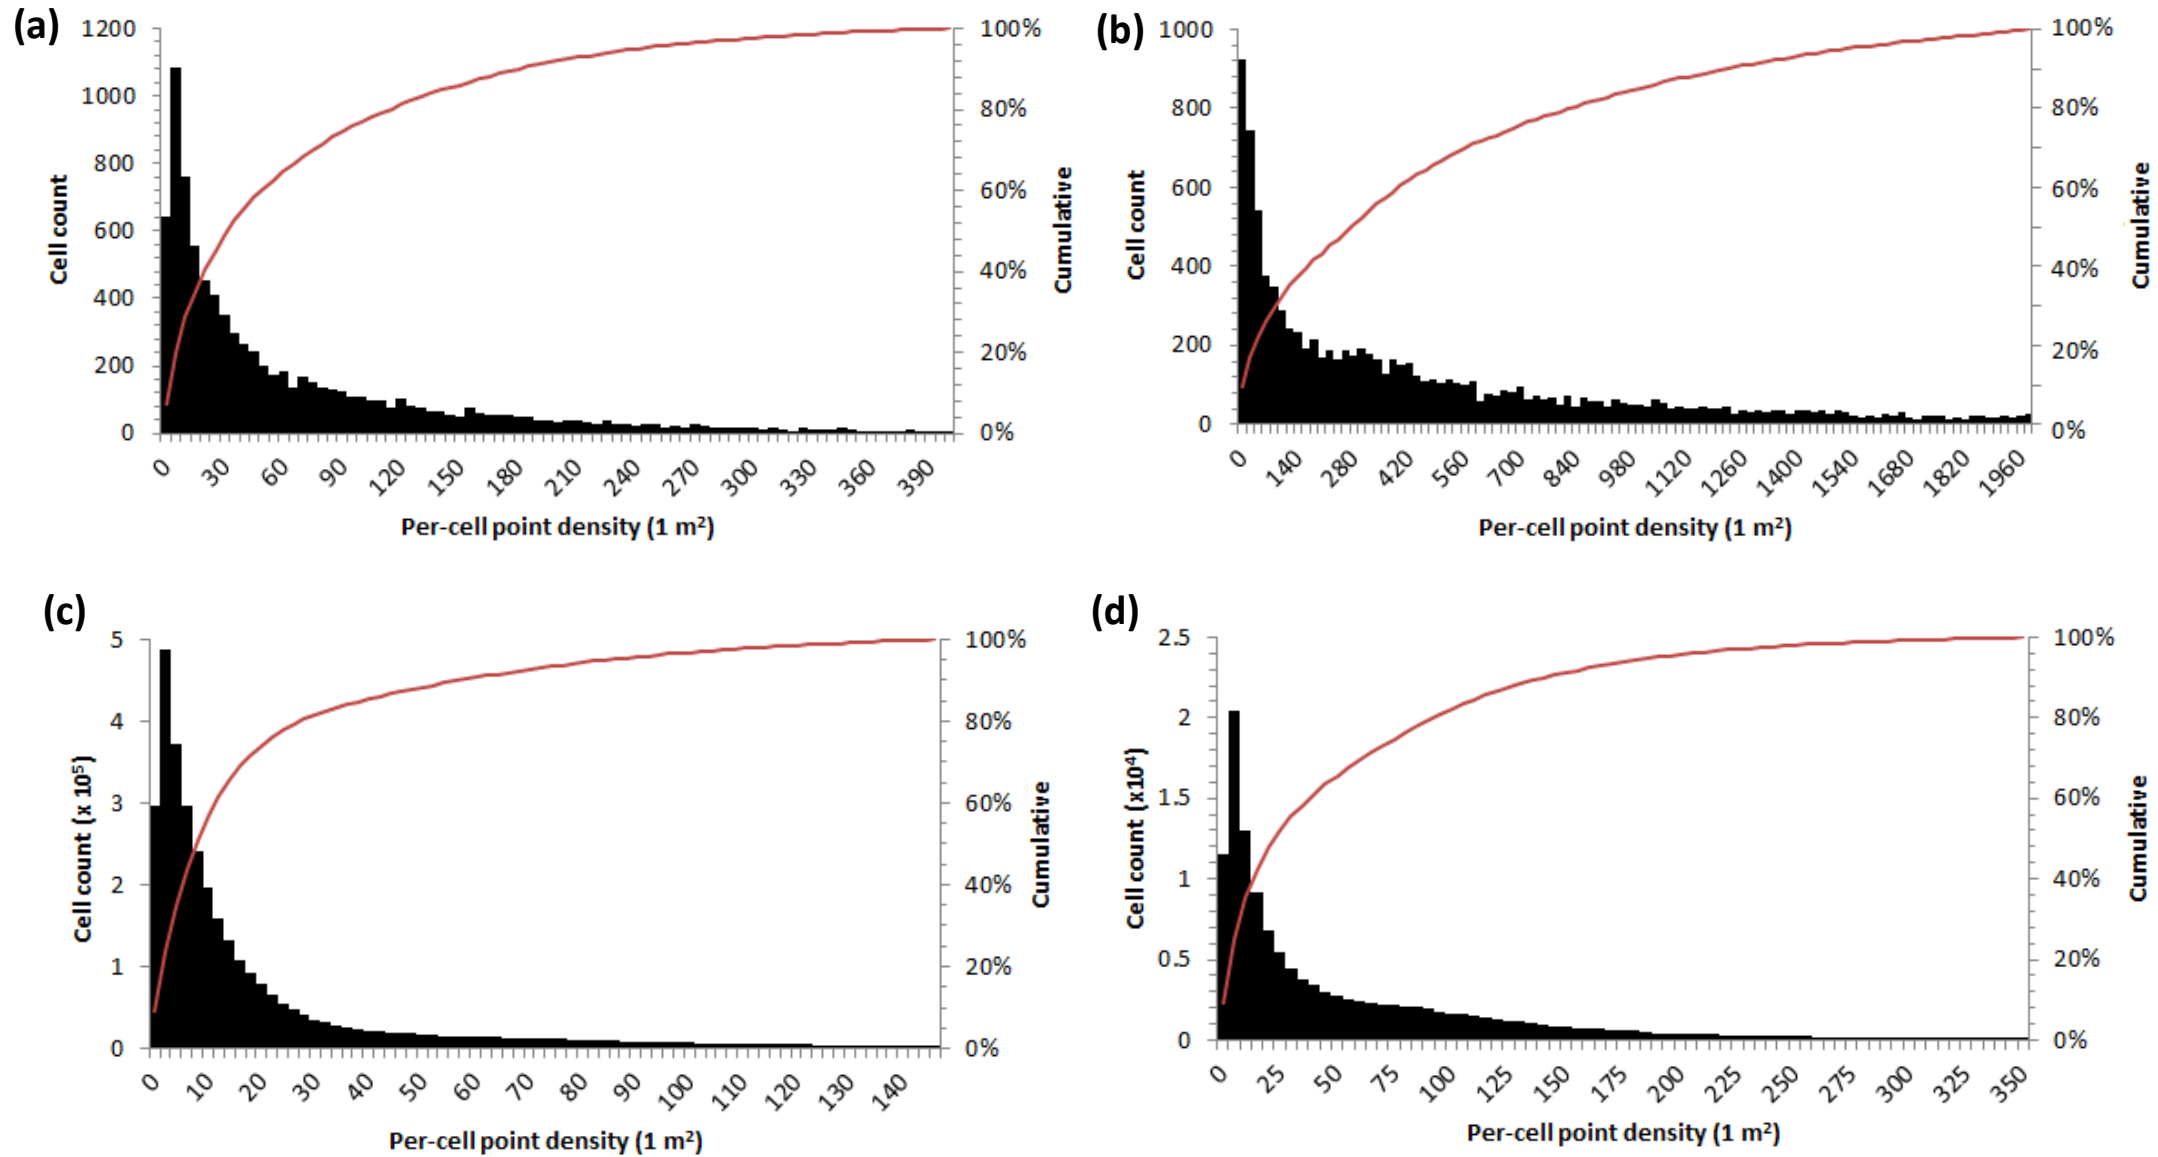 (a)
1200
1000
800
600
400
200
0
100%
80%
60%
40%
20%
0%
Cell count
Cumulative
0 30 60 90 120 150 180 210 240 270 300 330 360 390
Per-cell point density (1 m²)
(b)
1000
800
600
400
200
0
100%
80%
60%
40%
20%
0%
Cell count
Cumulative
0 140 280 420 560 700 840 980 1120 1260 1400 1540 1680 1820 1960
Per-cell point density (1 m²)
(c)
5
4
3
2
1
0
100%
80%
60%
40%
20%
0%
Cell count (x 10⁵)
Cumulative
0 10 20 30 40 50 60 70 80 90 100 110 120 130 140
Per-cell point density (1 m²)
(d)
2.5
2
1.5
1
0.5
0
100%
80%
60%
40%
20%
0%
Cell count (x10⁴)
Cumulative
0 25 50 75 100 125 150 175 200 225 250 275 300 325 350
Per-cell point density (1 m²)